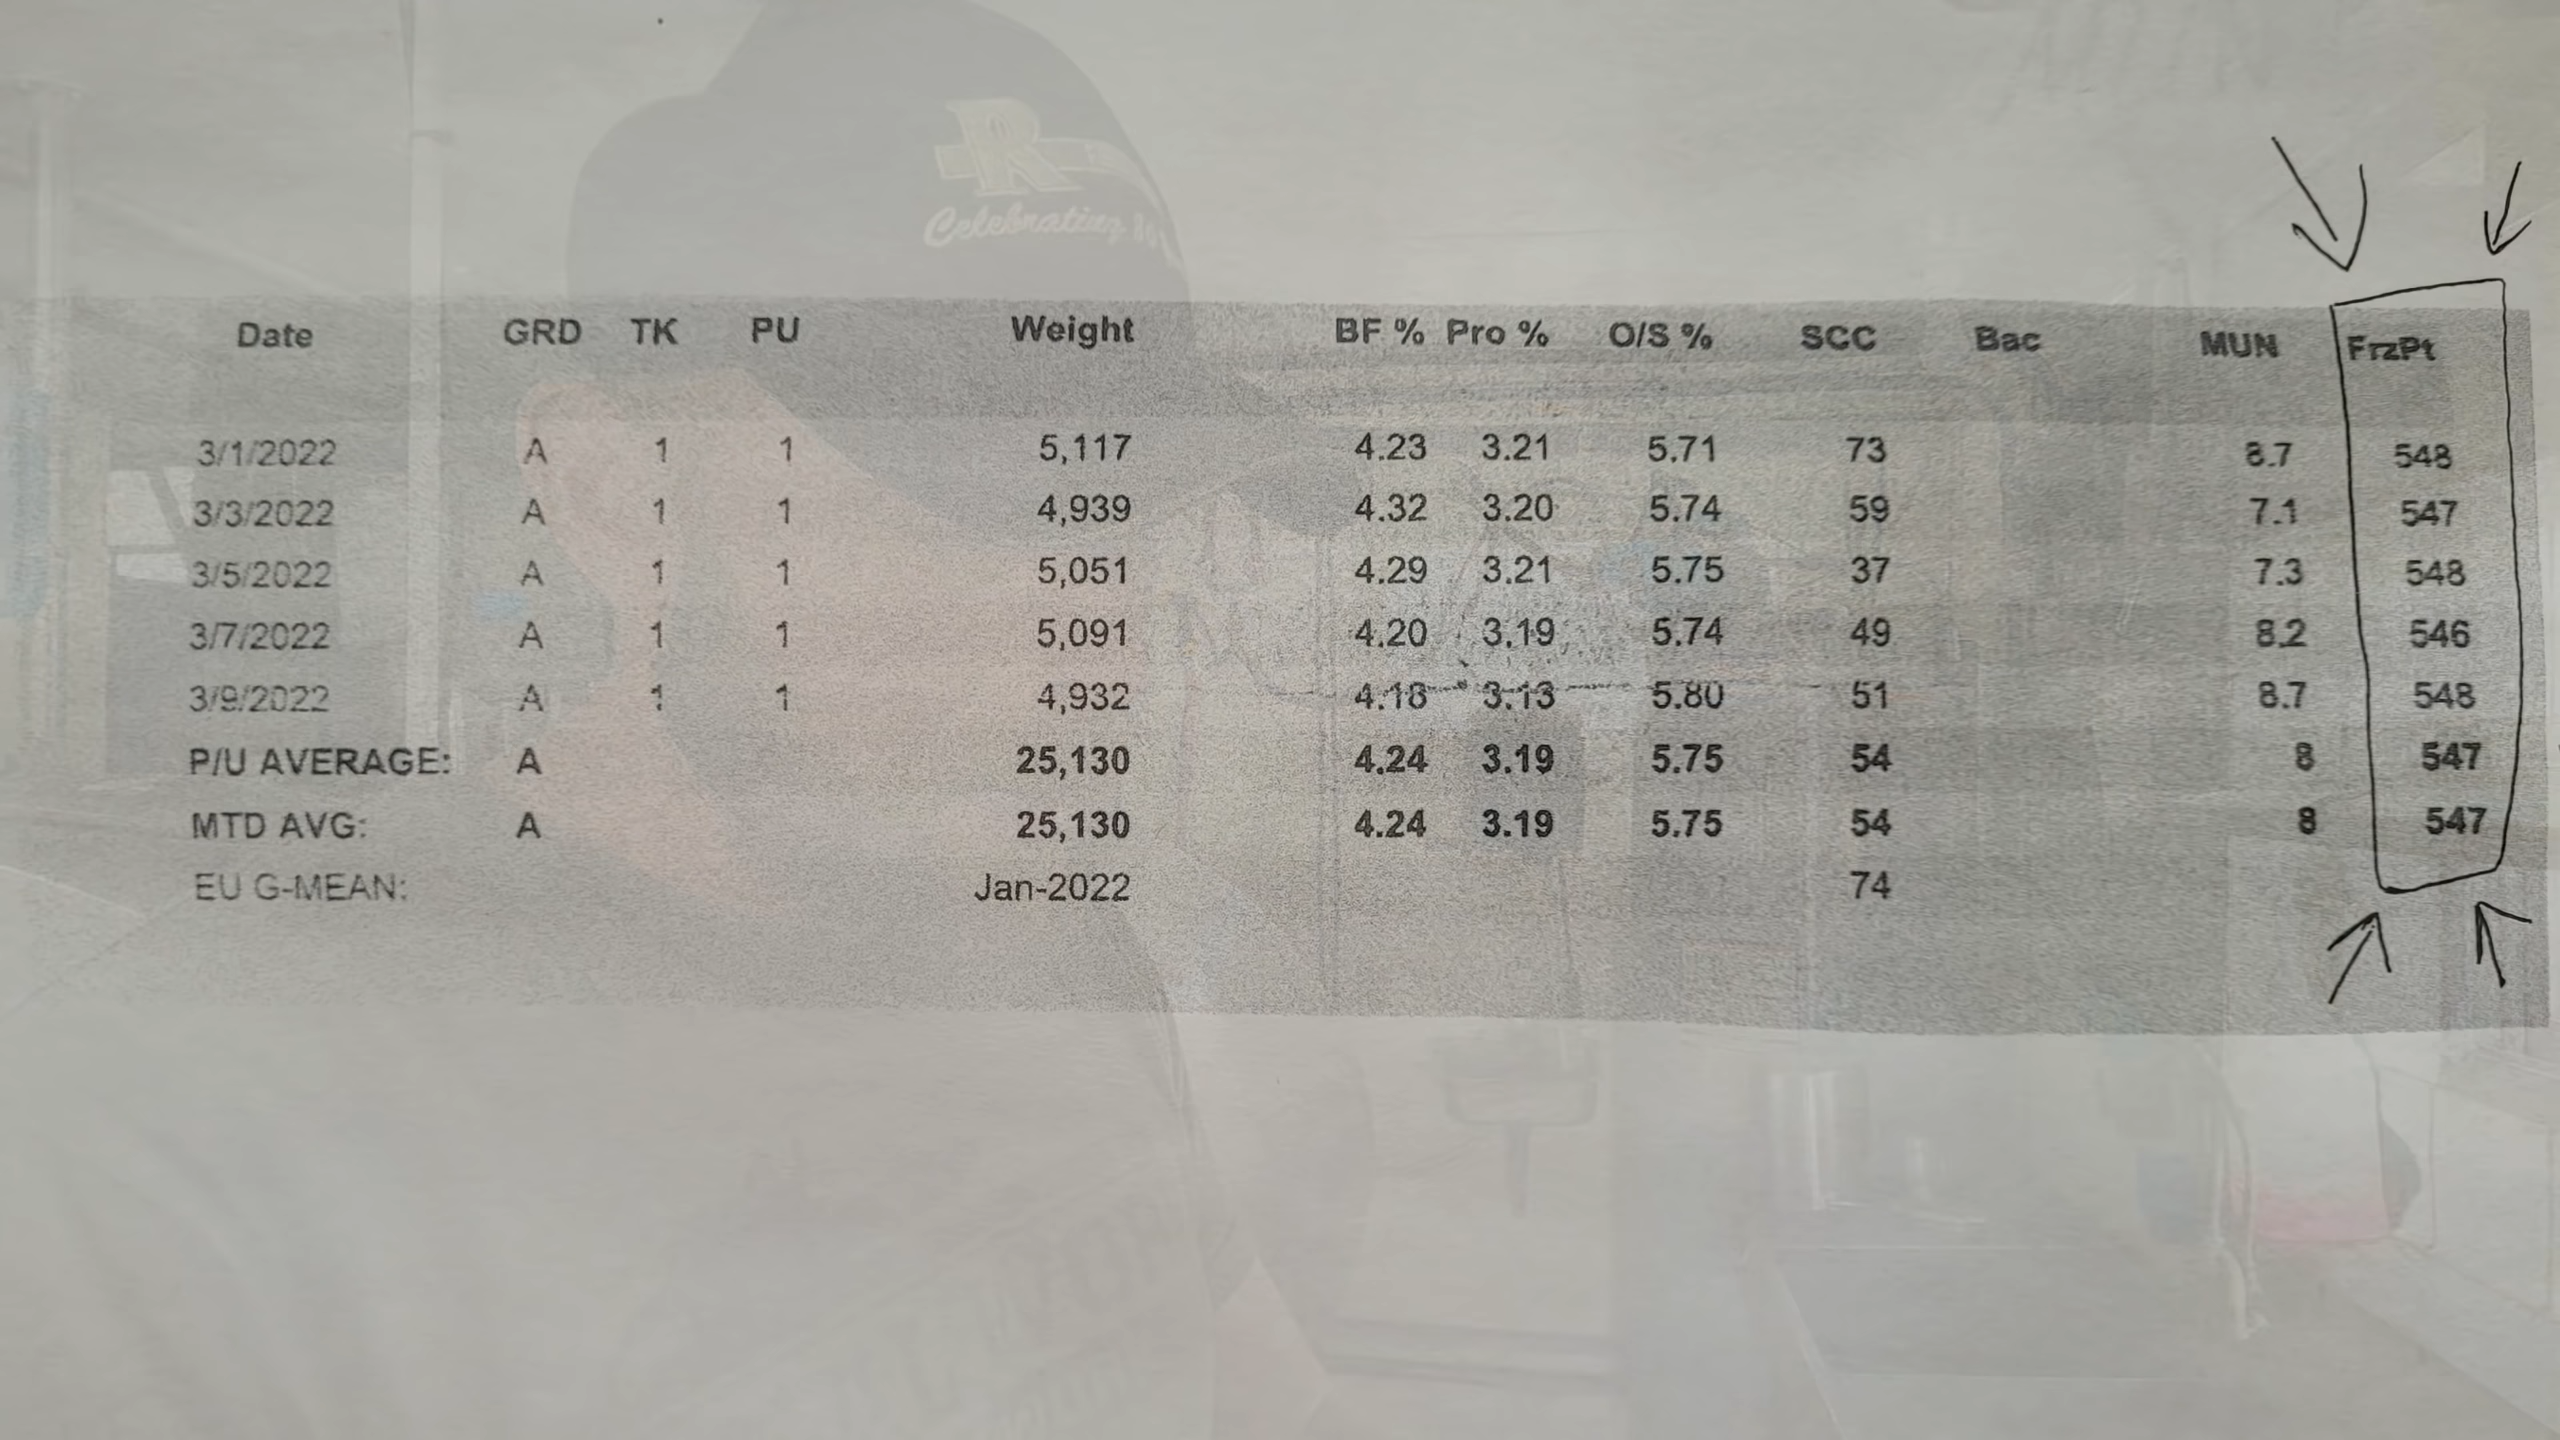 R
Celebrating 80
Date GRD TK PU Weight BF % Pro % O/S % SCC Bac MUN FrzPt
3/1/2022 A 1 1 5,117 4.23 3.21 5.71 73 8.7 548
3/3/2022 A 1 1 4,939 4.32 3.20 5.74 59 7.1 547
3/5/2022 A 1 1 5,051 4.29 3.21 5.75 37 7.3 548
3/7/2022 A 1 1 5,091 4.20 3.19 5.74 49 8.2 546
3/9/2022 A 1 1 4,932 4.18 3.13 5.80 51 8.7 548
P/U AVERAGE: A 25,130 4.24 3.19 5.75 54 8 547
MTD AVG: A 25,130 4.24 3.19 5.75 54 8 547
EU G-MEAN: Jan-2022 74